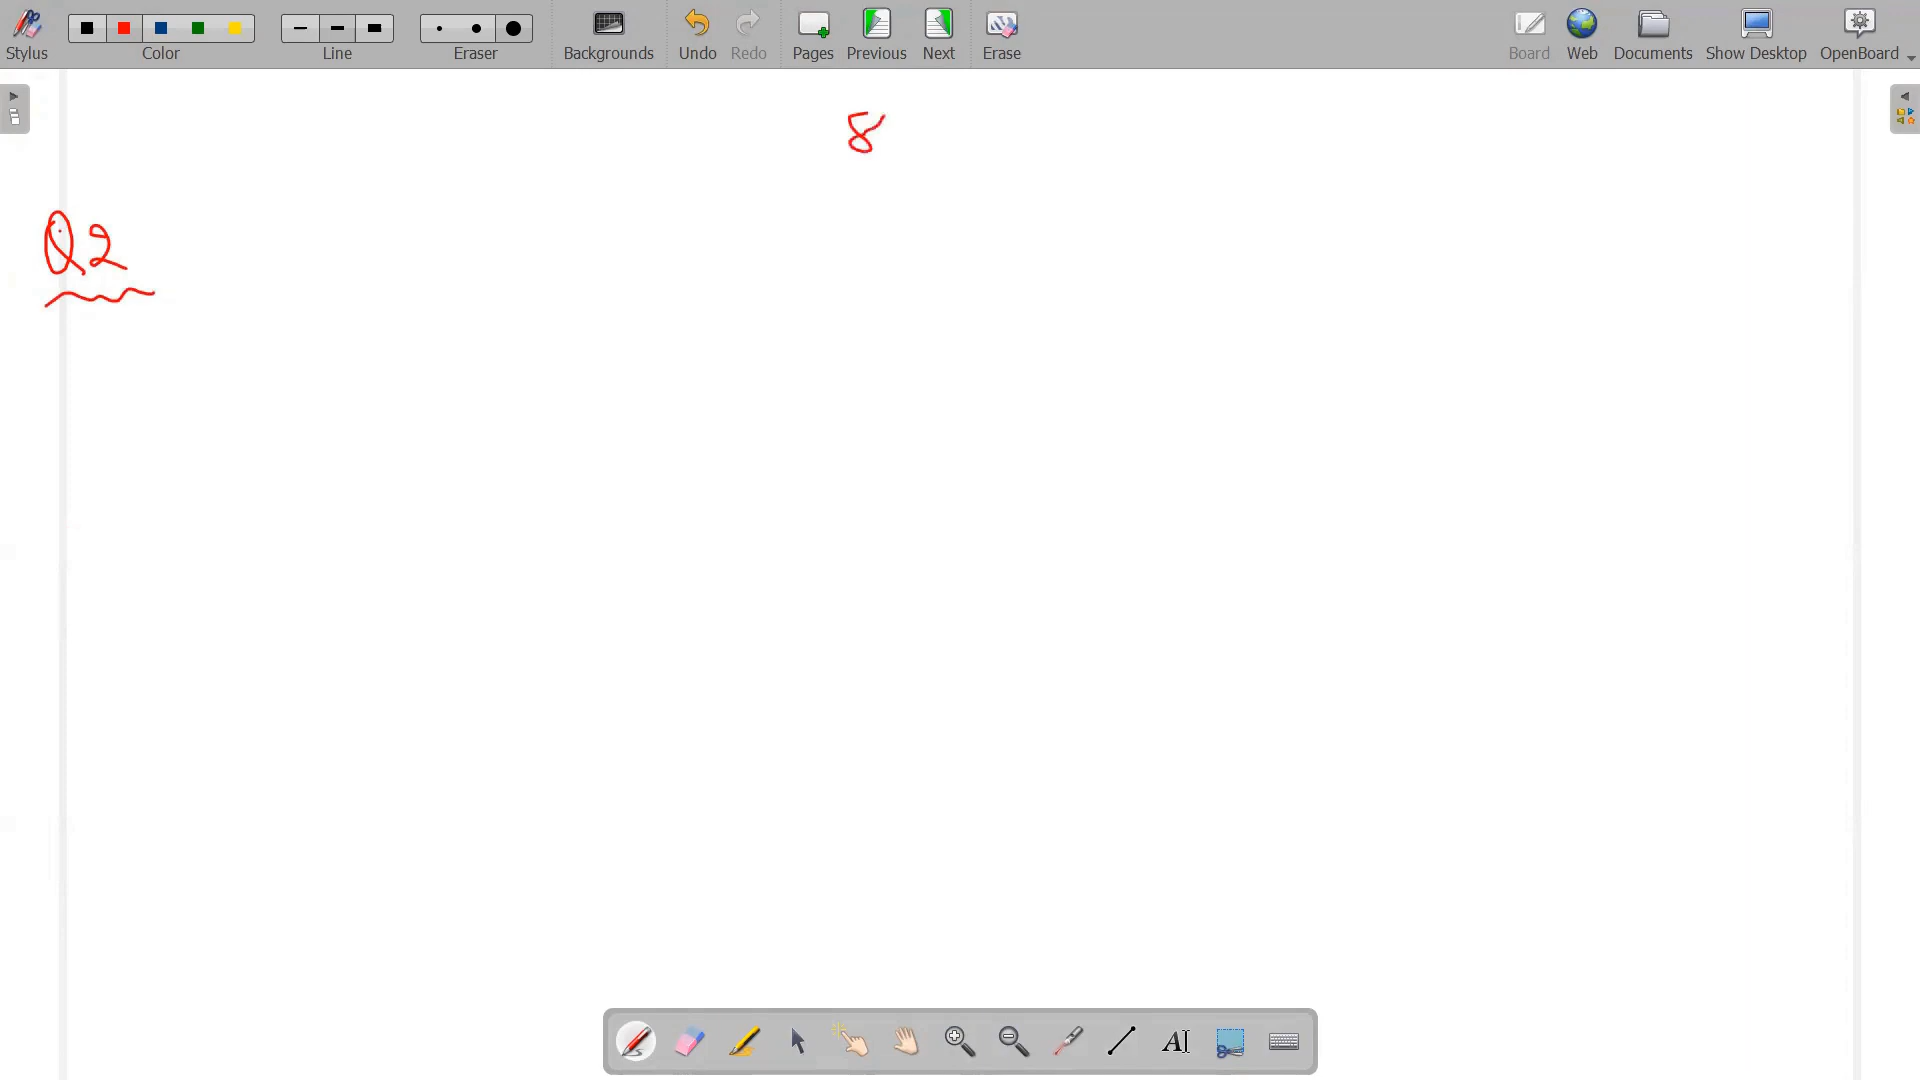 Stylus Color Line Eraser Backgrounds Undo Redo Pages Previous Next Erase Board Web Documents Show Desktop OpenBoard
8
Q2
AI